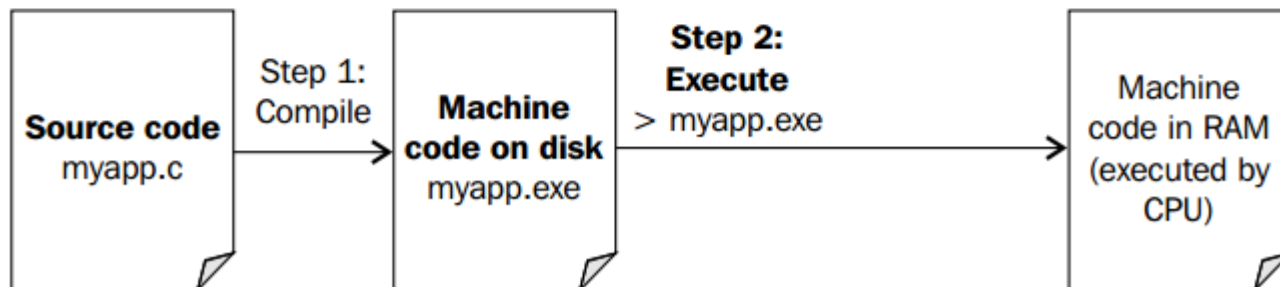 Source code
myapp.c
Step 1:
Compile
Machine
code on disk
myapp.exe
Step 2:
Execute
> myapp.exe
Machine
code in RAM
(executed by
CPU)